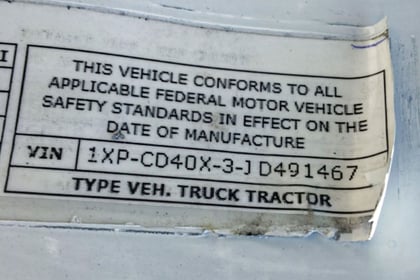 THIS VEHICLE CONFORMS TO ALL
APPLICABLE FEDERAL MOTOR VEHICLE
SAFETY STANDARDS IN EFFECT ON THE
DATE OF MANUFACTURE
VIN 1XP-CD40X-3-JD491467
TYPE VEH. TRUCK TRACTOR